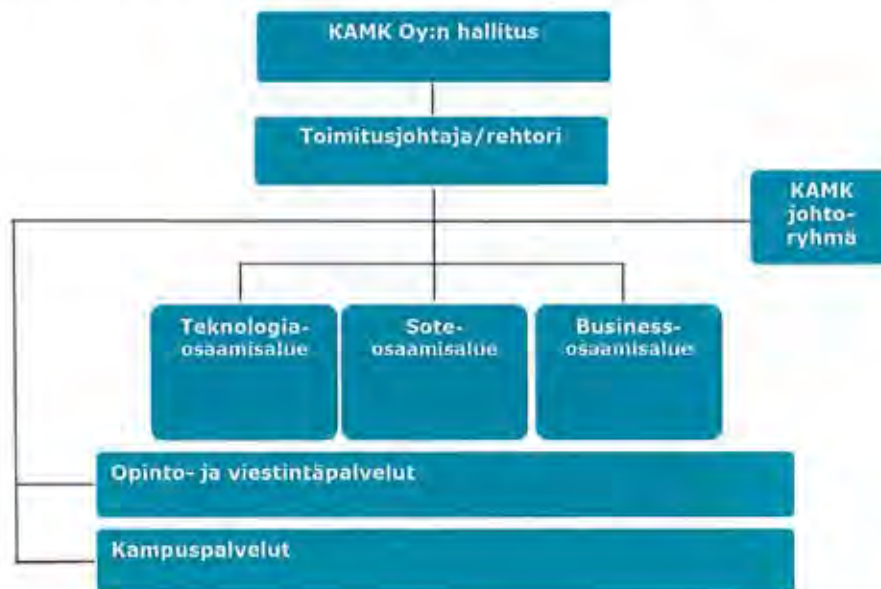 KAMK Oy:n hallitus
Toimitusjohtaja/rehtori
KAMK
johto-
ryhmä
Teknologia-
osaamisalue
Sote-
osaamisalue
Business-
osaamisalue
Opinto- ja viestintäpalvelut
Kampuspalvelut